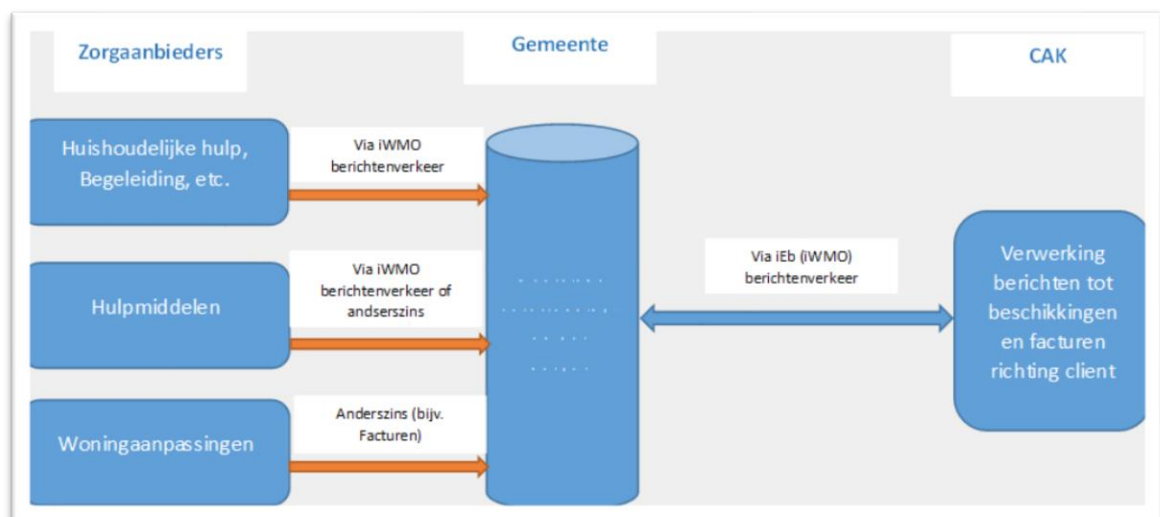 Zorgaanbieders
Gemeente
CAK
Huishoudelijke hulp,
Begeleiding, etc.
Via iWMO
berichtenverkeer
Hulpmiddelen
Via iWMO
berichtenverkeer of
andserszins
Woningaanpassingen
Anderszins (bijv.
Facturen)
Via iEb (iWMO)
berichtenverkeer
Verwerking
berichten tot
beschikkingen
en facturen
richting client